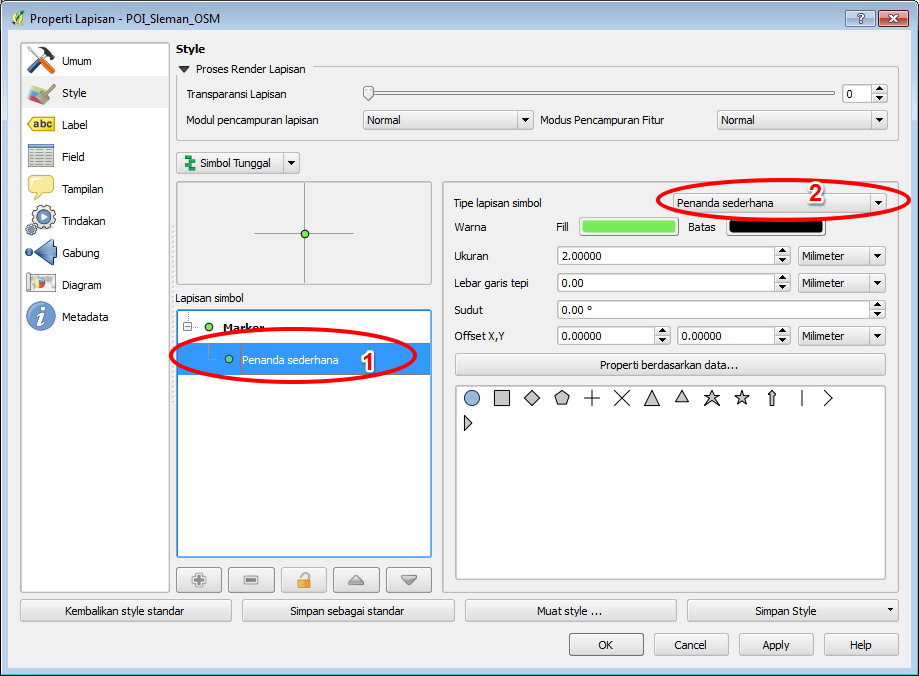 Properti Lapisan - POI_Sleman_OSM
Umum
Style
abc Label
Field
Tampilan
Tindakan
Gabung
Diagram
i Metadata
Style
Proses Render Lapisan
Transparansi Lapisan 0
Modul pencampuran lapisan Normal Modus Pencampuran Fitur Normal
Simbol Tunggal
Lapisan simbol
Marker
Penanda sederhana 1
Tipe lapisan simbol Penanda sederhana 2
Warna Fill Batas
Ukuran 2.00000 Milimeter
Lebar garis tepi 0.00 Milimeter
Sudut 0.00 °
Offset X,Y 0.00000 0.00000 Milimeter
Properti berdasarkan data...
Kembalikan style standar Simpan sebagai standar Muat style ... Simpan Style
OK Cancel Apply Help